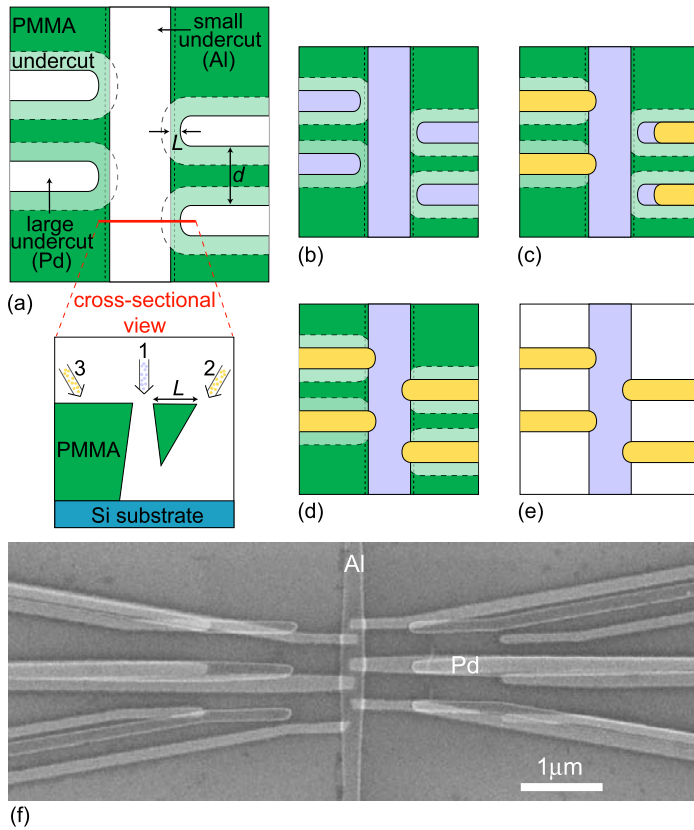 PMMA
undercut
small
undercut
(Al)
L
d
large
undercut
(Pd)
(a)
(b)
(c)
cross-sectional
view
3
1
2
L
PMMA
Si substrate
(d)
(e)
Al
Pd
1μm
(f)